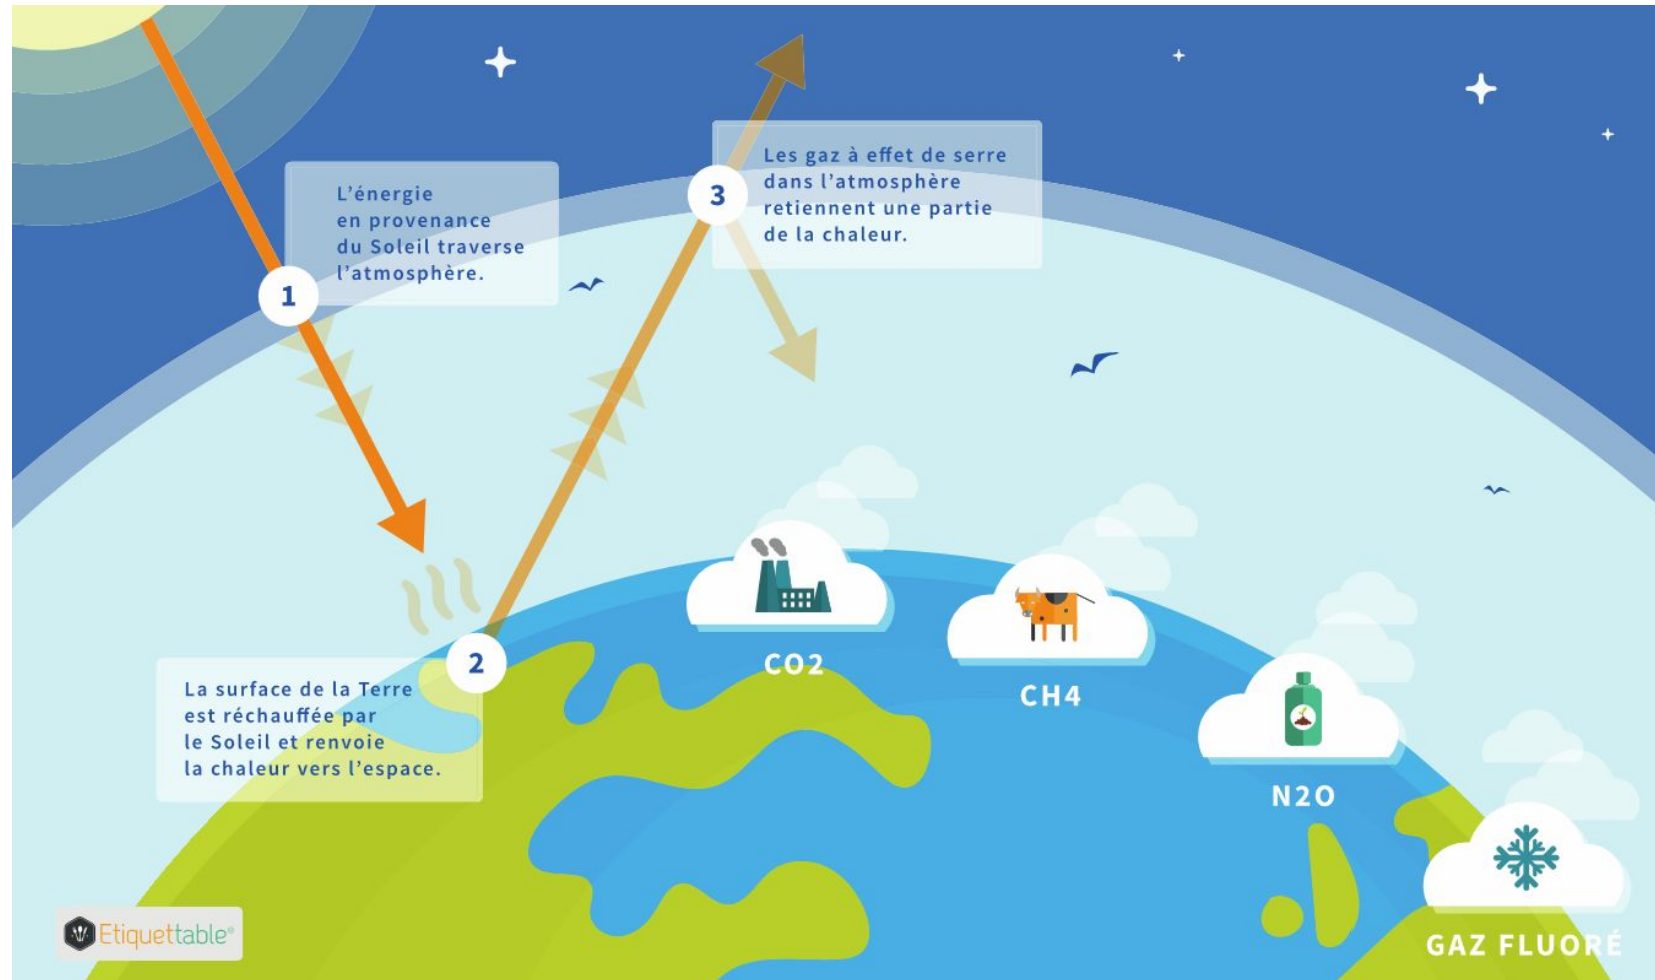 1
L’énergie
en provenance
du Soleil traverse
l’atmosphère.
3
Les gaz à effet de serre
dans l’atmosphère
retiennent une partie
de la chaleur.
2
La surface de la Terre
est réchauffée par
le Soleil et renvoie
la chaleur vers l’espace.
CO2
CH4
N2O
GAZ FLUORÉ
Etiquettable®